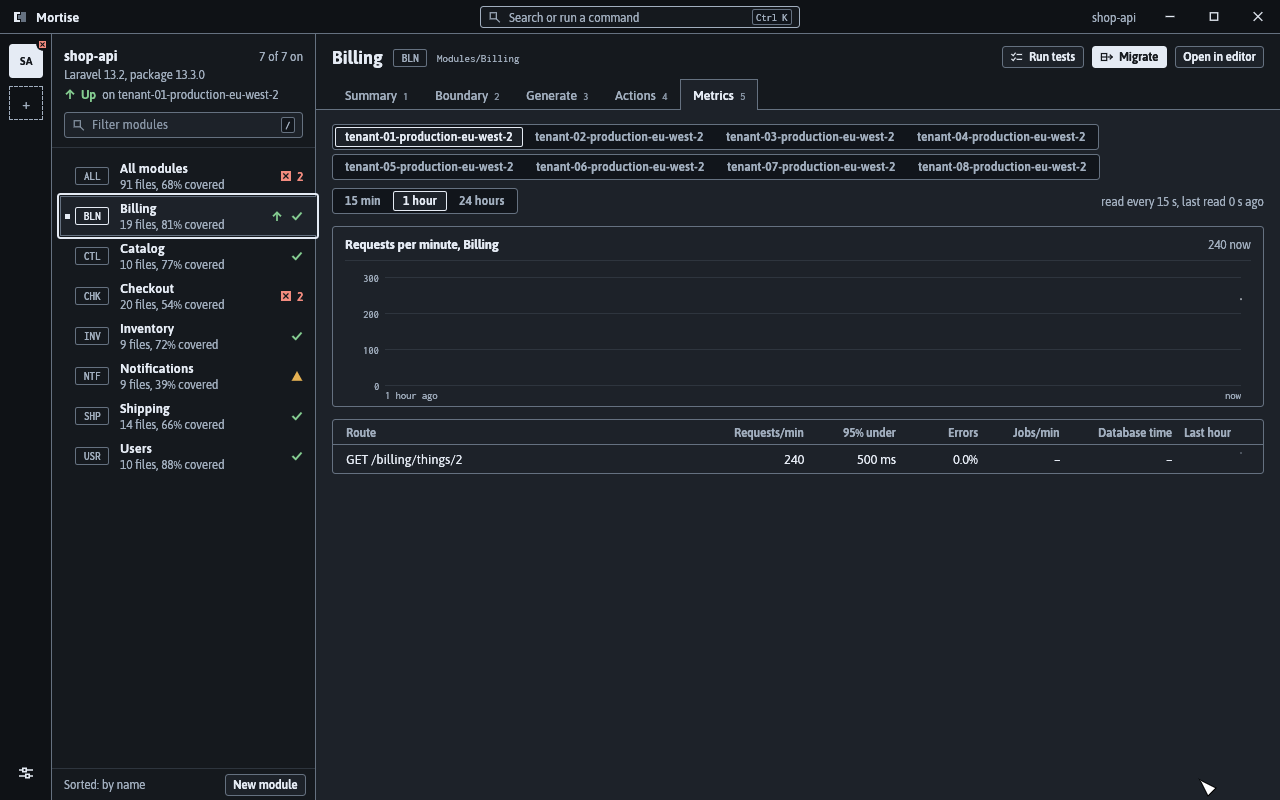 Mortise
Search or run a command
Ctrl K
shop-api
SA
+
shop-api
7 of 7 on
Laravel 13.2, package 13.3.0
Up on tenant-01-production-eu-west-2
Filter modules
/
ALL
All modules
91 files, 68% covered
2
BLN
Billing
19 files, 81% covered
CTL
Catalog
10 files, 77% covered
CHK
Checkout
20 files, 54% covered
2
INV
Inventory
9 files, 72% covered
NTF
Notifications
9 files, 39% covered
SHP
Shipping
14 files, 66% covered
USR
Users
10 files, 88% covered
Sorted: by name
New module
Billing
BLN
Modules/Billing
Run tests
Migrate
Open in editor
Summary 1
Boundary 2
Generate 3
Actions 4
Metrics 5
tenant-01-production-eu-west-2
tenant-02-production-eu-west-2
tenant-03-production-eu-west-2
tenant-04-production-eu-west-2
tenant-05-production-eu-west-2
tenant-06-production-eu-west-2
tenant-07-production-eu-west-2
tenant-08-production-eu-west-2
15 min
1 hour
24 hours
read every 15 s, last read 0 s ago
Requests per minute, Billing
240 now
300
200
100
0
1 hour ago
now
Route
Requests/min
95% under
Errors
Jobs/min
Database time
Last hour
GET /billing/things/2
240
500 ms
0.0%
–
–